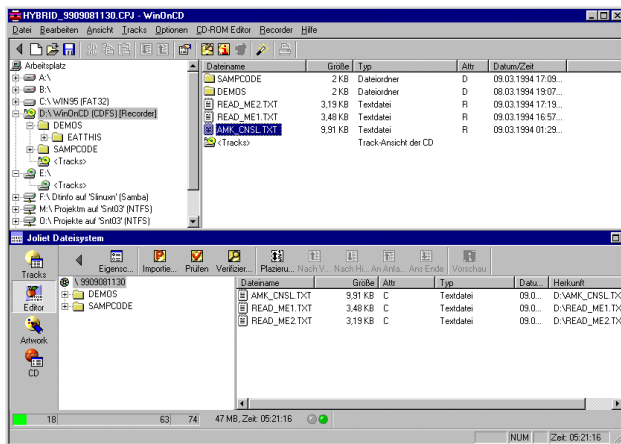 HYBRID_9909081130.CPJ - WinOnCD
Datei Bearbeiten Ansicht Tracks Optionen CD-ROM Editor Recorder Hilfe
Arbeitsplatz
A:\
B:\
C:\ WIN95 (FAT32)
D:\ WinOnCD (CDFS) [Recorder]
DEMOS
EATTHIS
SAMPCODE
<Tracks>
E:\
<Tracks>
F:\ Dtinfo auf 'Slinuxn' (Samba)
M:\ Projektm auf 'Snt03' (NTFS)
O:\ Projekte auf 'Snt03' (NTFS)
Dateiname Größe Typ Attr Datum/Zeit
SAMPCODE 2 KB Dateiordner D 09.03.1994 17:09...
DEMOS 2 KB Dateiordner D 08.03.1994 19:07...
READ_ME2.TXT 3,19 KB Textdatei R 09.03.1994 17:19...
READ_ME1.TXT 3,48 KB Textdatei R 09.03.1994 16:57...
AMK_CNSL.TXT 9,91 KB Textdatei R 09.03.1994 01:29...
<Tracks> Track-Ansicht der CD
Joliet Dateisystem
Tracks
Editor
Artwork
CD
Eigensc... Importie... Prüfen Verifizier... Plazieru... Nach V... Nach Hi... An Anfa... Ans Ende Vorschau
\ 9909081130
DEMOS
SAMPCODE
Dateiname Größe Attr Typ Datu... Herkunft
AMK_CNSL.TXT 9,91 KB C Textdatei 09.0... D:\AMK_CNSL.TX
READ_ME1.TXT 3,48 KB C Textdatei 09.0... D:\READ_ME1.TXT
READ_ME2.TXT 3,19 KB C Textdatei 09.0... D:\READ_ME2.TXT
18 63 74 47 MB, Zeit: 05:21:16
NUM Zeit: 05:21:16